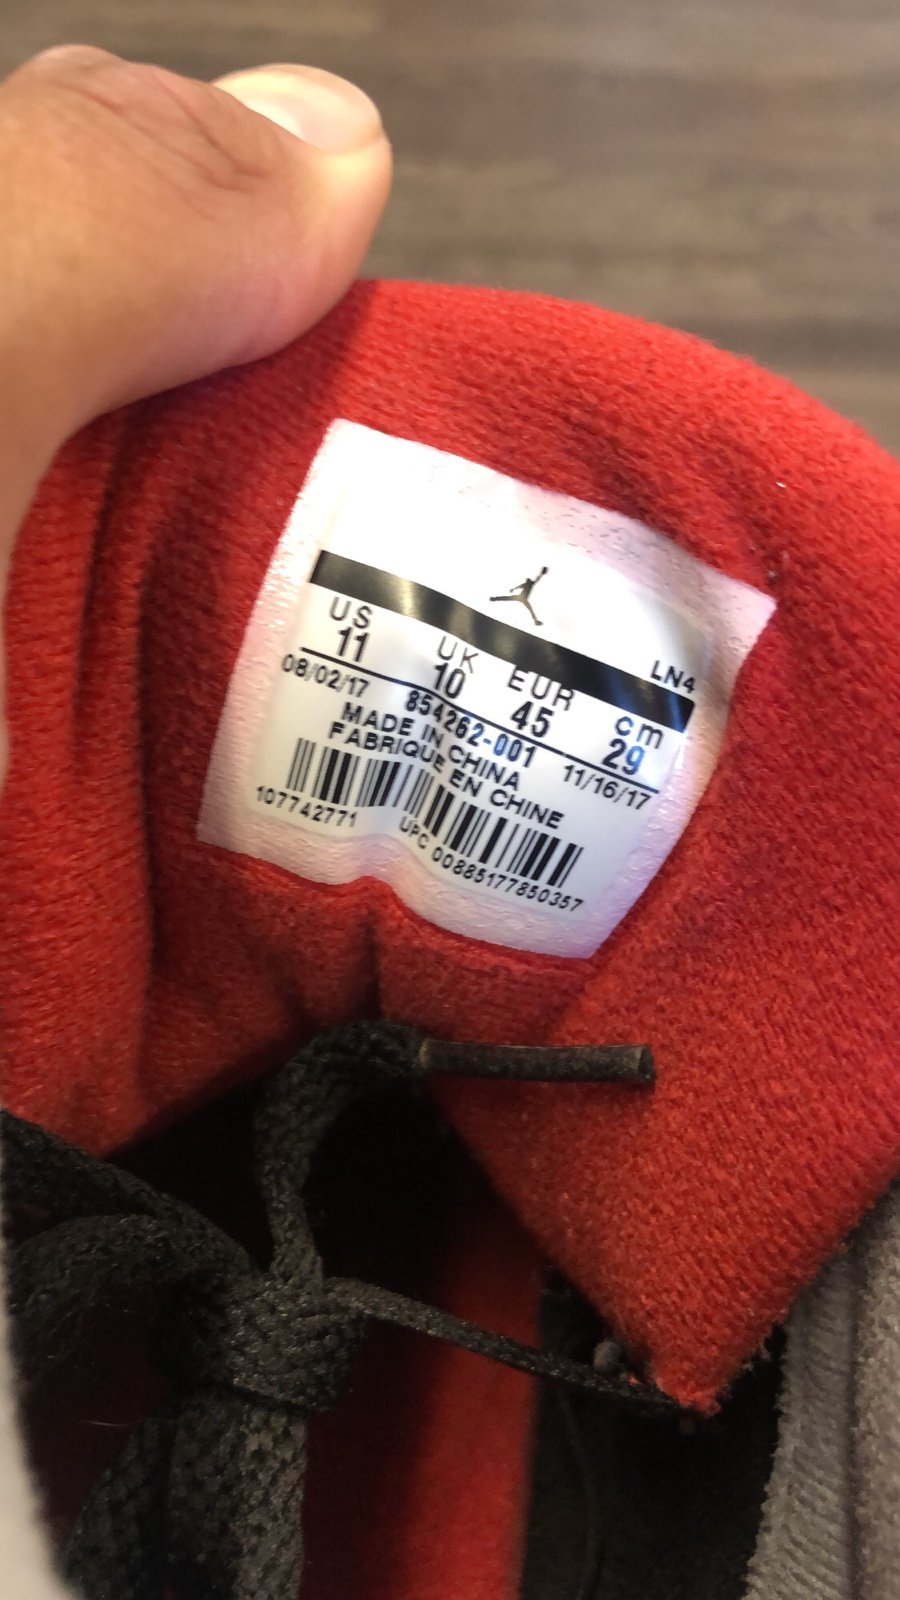 LN4
US UK EUR cm
11 10 45 29
08/02/17 854262-001 11/16/17
MADE IN CHINA
FABRIQUE EN CHINE
107742771 UPC 00885177850357